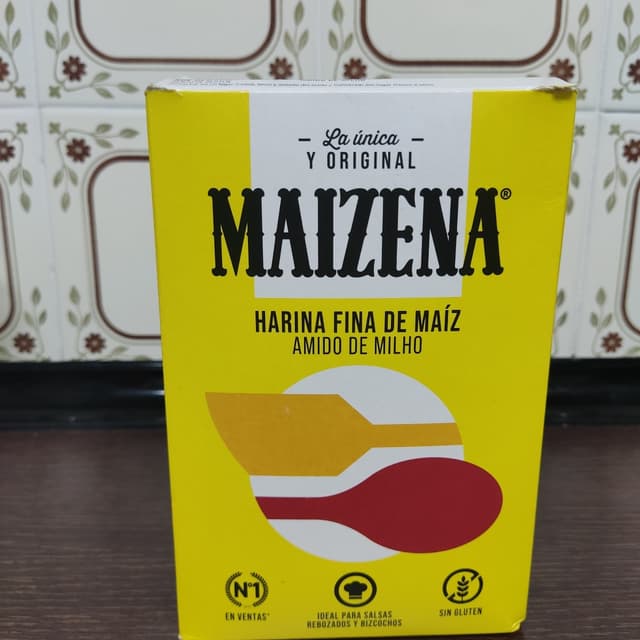 – La única –
Y ORIGINAL
MAIZENA®
HARINA FINA DE MAÍZ
AMIDO DE MILHO
Nº1
EN VENTAS*
IDEAL PARA SALSAS
REBOZADOS Y BIZCOCHOS
SIN GLUTEN